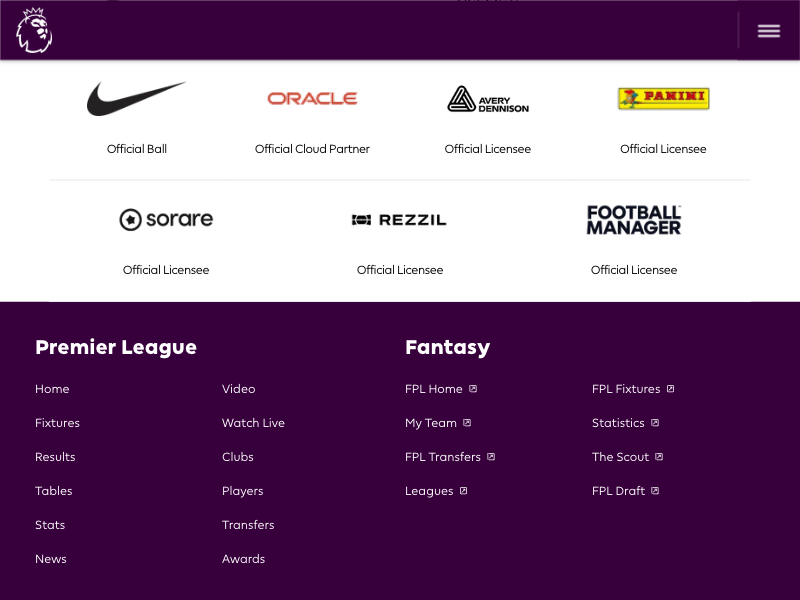 ORACLE
AVERY
DENNISON
PANINI
Official Ball
Official Cloud Partner
Official Licensee
Official Licensee
sorare
REZZIL
FOOTBALL
MANAGER
Official Licensee
Official Licensee
Official Licensee
Premier League
Home
Fixtures
Results
Tables
Stats
News
Video
Watch Live
Clubs
Players
Transfers
Awards
Fantasy
FPL Home
My Team
FPL Transfers
Leagues
FPL Fixtures
Statistics
The Scout
FPL Draft